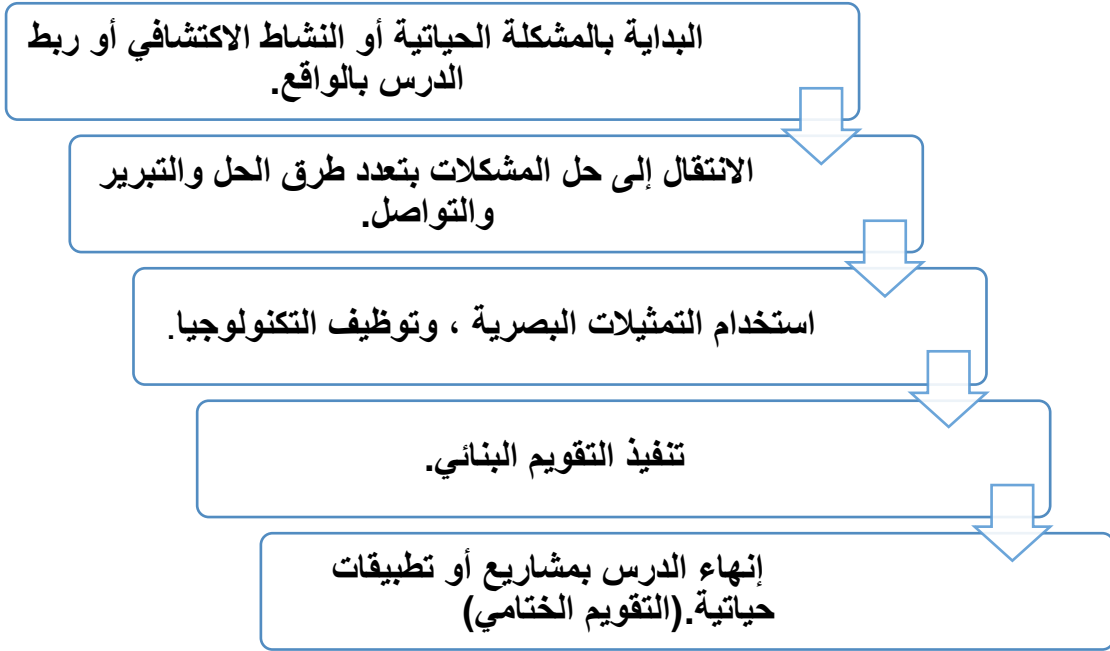 البداية بالمشكلة الحياتية أو النشاط الاكتشافي أو ربط
الدرس بالواقع.
الانتقال إلى حل المشكلات بتعدد طرق الحل والتبرير
والتواصل.
استخدام التمثيلات البصرية ، وتوظيف التكنولوجيا.
تنفيذ التقويم البنائي.
إنهاء الدرس بمشاريع أو تطبيقات
حياتية.(التقويم الختامي)